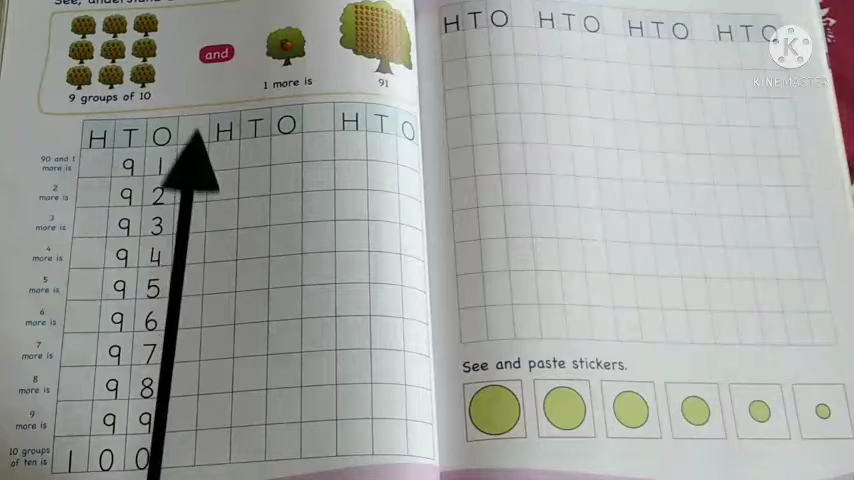 See,
and
1 more is
91
9 groups of 10
H T O H T O H T O
90 and 1 more is 9 1
2 more is 9 2
3 more is 9 3
4 more is 9 4
5 more is 9 5
6 more is 9 6
7 more is 9 7
8 more is 9 8
9 more is 9 9
10 groups of ten is 1 0 0
H T O H T O H T O H T O
K
KINEMASTER
See and paste stickers.